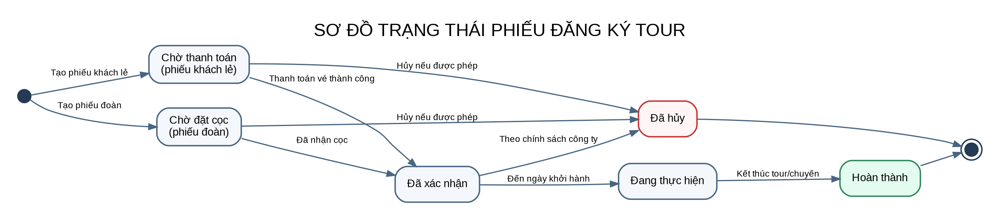 SƠ ĐỒ TRẠNG THÁI PHIẾU ĐĂNG KÝ TOUR
Chờ thanh toán
(phiếu khách lẻ)
Hủy nếu được phép
Tạo phiếu khách lẻ
Thanh toán vé thành công
Tạo phiếu đoàn
Chờ đặt cọc
(phiếu đoàn)
Hủy nếu được phép
Đã hủy
Đã nhận cọc
Theo chính sách công ty
Đã xác nhận
Đến ngày khởi hành
Đang thực hiện
Kết thúc tour/chuyến
Hoàn thành